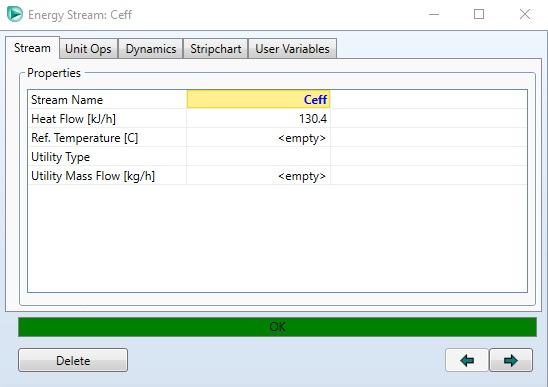 Energy Stream: Ceff
Stream Unit Ops Dynamics Stripchart User Variables
Properties
Stream Name Ceff
Heat Flow [kJ/h] 130.4
Ref. Temperature [C] <empty>
Utility Type
Utility Mass Flow [kg/h] <empty>
OK
Delete